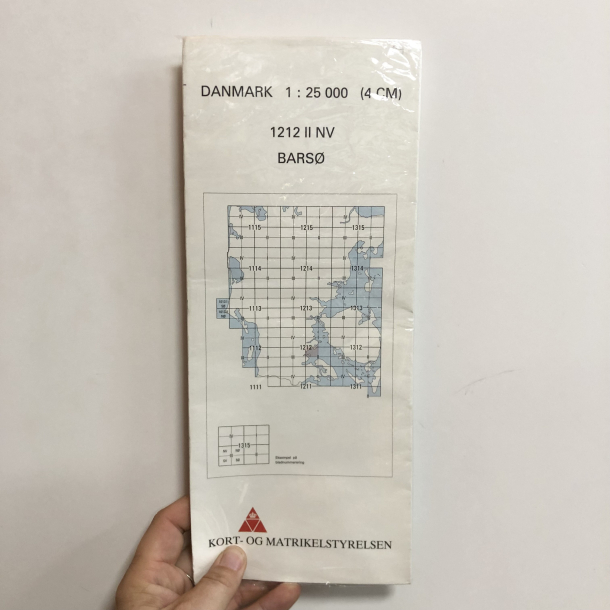 DANMARK 1 : 25 000 (4 CM)
1212 II NV
BARSØ
1115 1215 1315
1114 1214 1314
1113 1213
1112 1212 1312
1111 1211 1311
1315
KORT- OG MATRIKELSTYRELSEN